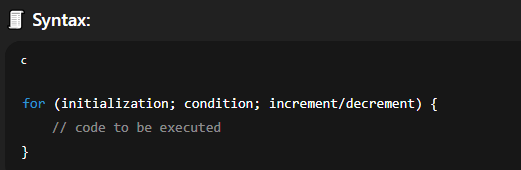 Syntax:
c
for (initialization; condition; increment/decrement) {
    // code to be executed
}